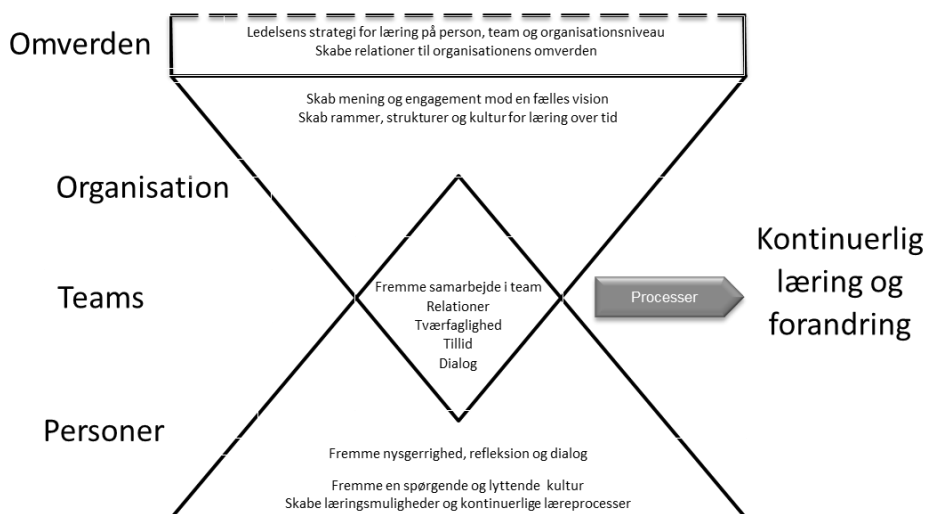 Omverden
Ledelsens strategi for læring på person, team og organisationsniveau
Skabe relationer til organisationens omverden
Skab mening og engagement mod en fælles vision
Skab rammer, strukturer og kultur for læring over tid
Organisation
Teams
Fremme samarbejde i team
Relationer
Tværfaglighed
Tillid
Dialog
Processer
Kontinuerlig
læring og
forandring
Personer
Fremme nysgerrighed, refleksion og dialog
Fremme en spørgende og lyttende kultur
Skabe læringsmuligheder og kontinuerlige læreprocesser